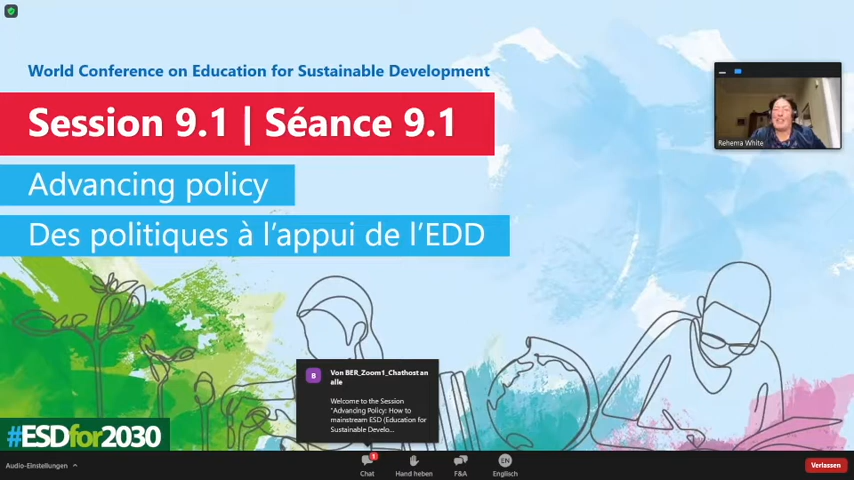 World Conference on Education for Sustainable Development
Session 9.1 | Séance 9.1
Advancing policy
Des politiques à l'appui de l'EDD
Rehema White
B
Von BER_Zoom1_Chathost an
alle
Welcome to the Session
"Advancing Policy: How to
mainstream ESD (Education for
Sustainable Develo...
#ESDfor2030
Audio-Einstellungen
1
Chat
Hand heben
F&A
EN
Englisch
Verlassen